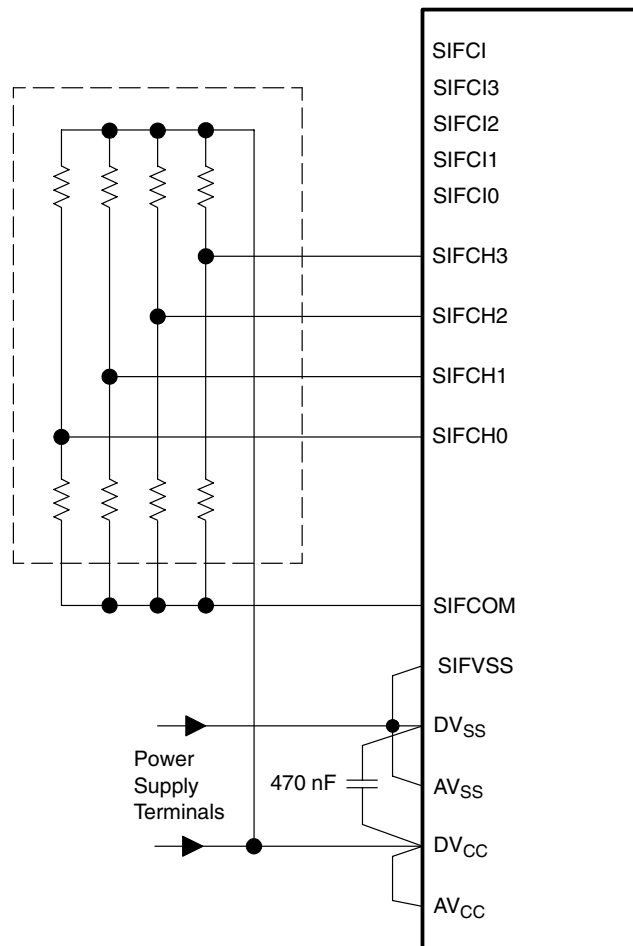 SIFCI
SIFCI3
SIFCI2
SIFCI1
SIFCI0
SIFCH3
SIFCH2
SIFCH1
SIFCH0
SIFCOM
SIFVSS
DVSS
Power
Supply
Terminals
470 nF
AVSS
DVCC
AVCC